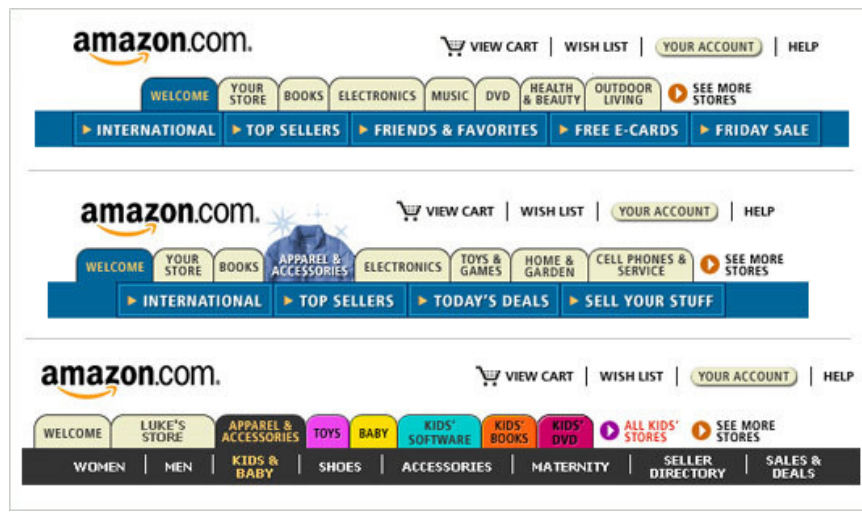 amazon.com.
VIEW CART | WISH LIST | YOUR ACCOUNT | HELP
WELCOME YOUR STORE BOOKS ELECTRONICS MUSIC DVD HEALTH & BEAUTY OUTDOOR LIVING SEE MORE STORES
INTERNATIONAL TOP SELLERS FRIENDS & FAVORITES FREE E-CARDS FRIDAY SALE
amazon.com.
VIEW CART | WISH LIST | YOUR ACCOUNT | HELP
WELCOME YOUR STORE BOOKS APPAREL & ACCESSORIES ELECTRONICS TOYS & GAMES HOME & GARDEN CELL PHONES & SERVICE SEE MORE STORES
INTERNATIONAL TOP SELLERS TODAY'S DEALS SELL YOUR STUFF
amazon.com.
VIEW CART | WISH LIST | YOUR ACCOUNT | HELP
WELCOME LUKE'S STORE APPAREL & ACCESSORIES TOYS BABY KIDS' SOFTWARE KIDS' BOOKS KIDS' DVD ALL KIDS' STORES SEE MORE STORES
WOMEN | MEN | KIDS & BABY | SHOES | ACCESSORIES | MATERNITY | SELLER DIRECTORY | SALES & DEALS